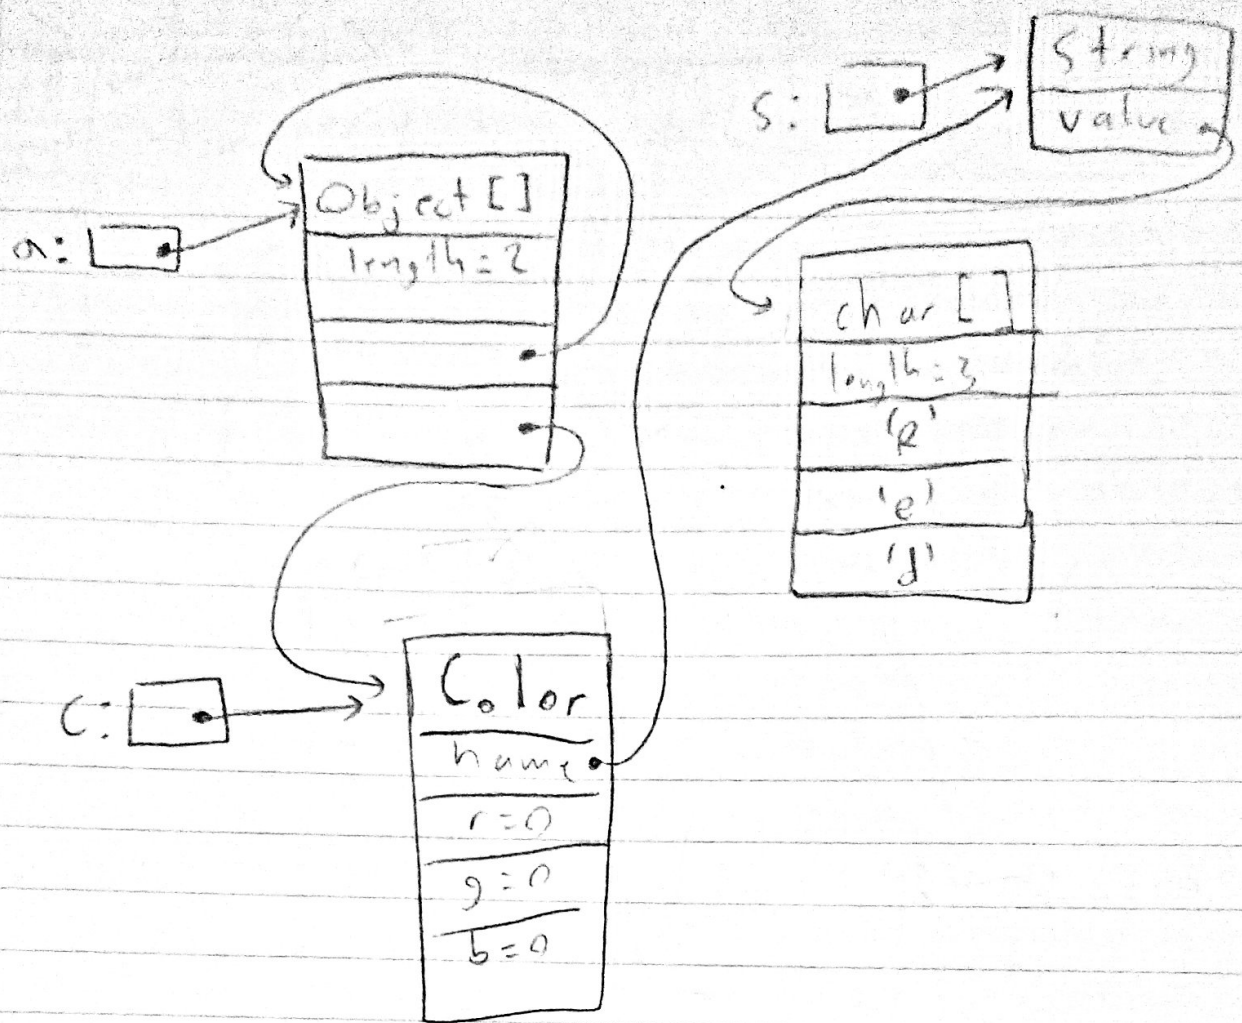 a:
Object []
length = 2
S:
String
value
char []
length = 3
'R'
'e'
'd'
C:
Color
name
r = 0
g = 0
b = 0